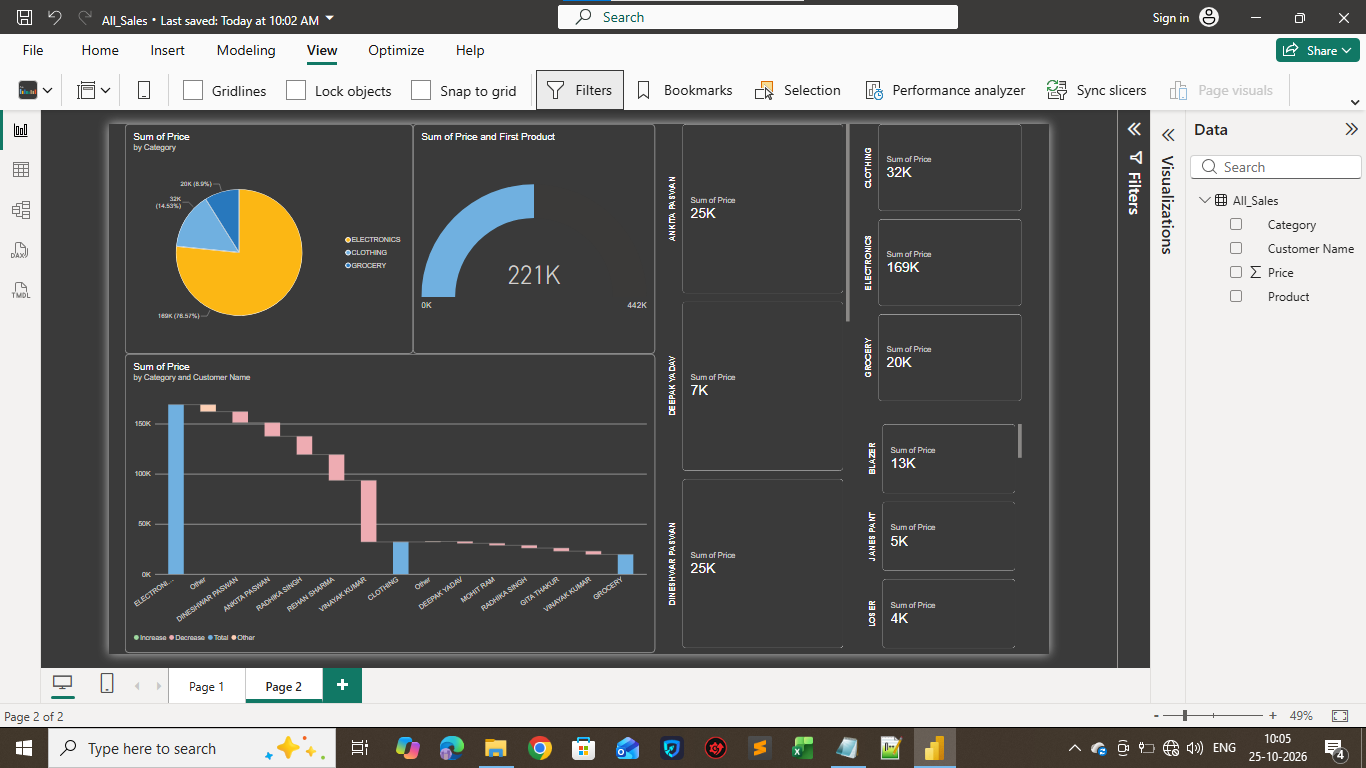 All_Sales • Last saved: Today at 10:02 AM
Search
Sign in
File
Home
Insert
Modeling
View
Optimize
Help
Share
Gridlines
Lock objects
Snap to grid
Filters
Bookmarks
Selection
Performance analyzer
Sync slicers
Page visuals
DAX
TMDL
Sum of Price
by Category
20K (8.9%)
32K
(14.53%)
169K (76.57%)
ELECTRONICS
CLOTHING
GROCERY
Sum of Price and First Product
221K
0K
442K
Sum of Price
by Category and Customer Name
150K
100K
50K
0K
ELECTRONI...
Other
DINESHWAR PASWAN
ANKITA PASWAN
RADHIKA SINGH
REHAN SHARMA
VINAYAK KUMAR
CLOTHING
Other
DEEPAK YADAV
MOHIT RAM
RADHIKA SINGH
GITA THAKUR
VINAYAK KUMAR
GROCERY
Increase
Decrease
Total
Other
ANKITA PASWAN
Sum of Price
25K
DEEPAK YADAV
Sum of Price
7K
DINESHWAR PASWAN
Sum of Price
25K
CLOTHING
Sum of Price
32K
ELECTRONICS
Sum of Price
169K
GROCERY
Sum of Price
20K
BLAZER
Sum of Price
13K
JANES PANT
Sum of Price
5K
LOSER
Sum of Price
4K
Filters
Visualizations
Data
Search
All_Sales
Category
Customer Name
Price
Product
Page 1
Page 2
Page 2 of 2
49%
Type here to search
ENG
10:05
25-10-2026
4